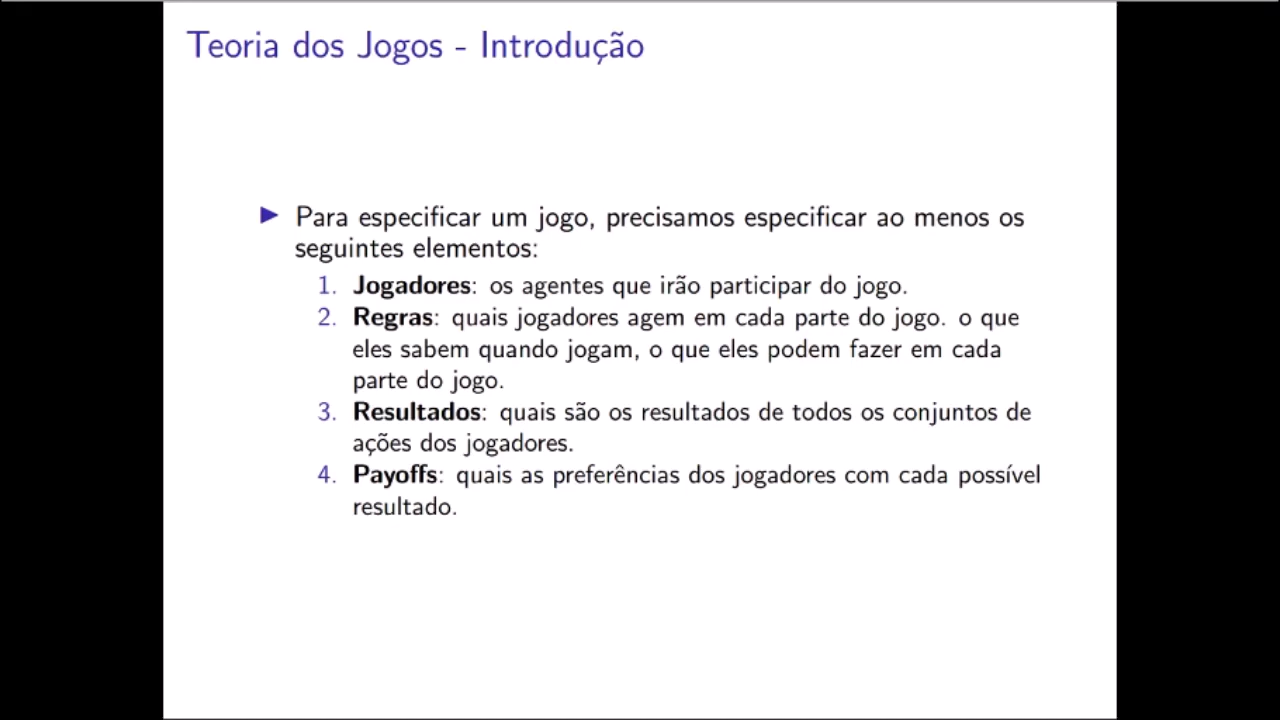 Teoria dos Jogos - Introdução
Para especificar um jogo, precisamos especificar ao menos os
seguintes elementos:
1. Jogadores: os agentes que irão participar do jogo.
2. Regras: quais jogadores agem em cada parte do jogo. o que
eles sabem quando jogam, o que eles podem fazer em cada
parte do jogo.
3. Resultados: quais são os resultados de todos os conjuntos de
ações dos jogadores.
4. Payoffs: quais as preferências dos jogadores com cada possível
resultado.